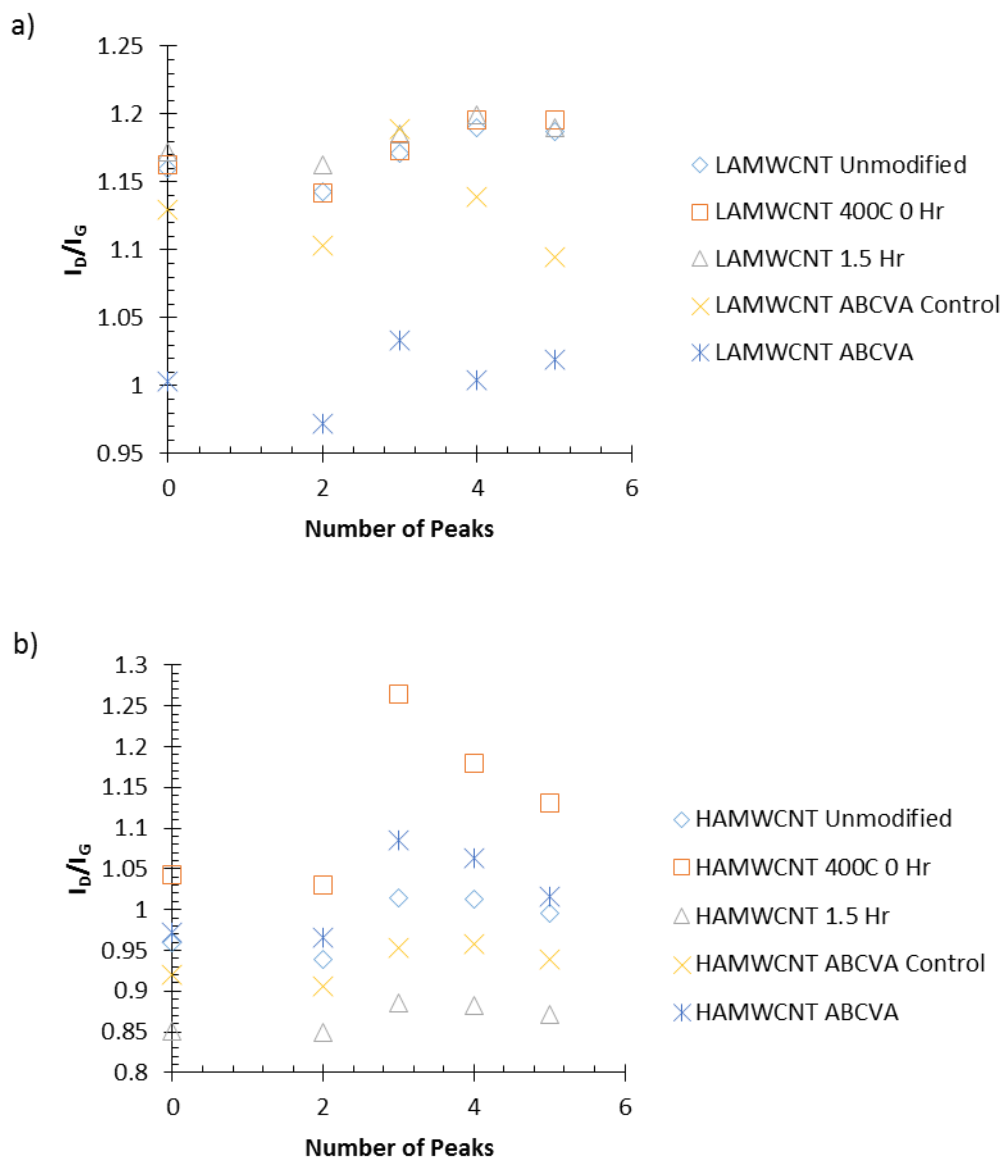 a)
1.25
1.2
1.15
1.1
1.05
1
0.95
I_D/I_G
0 2 4 6
Number of Peaks
LAMWCNT Unmodified
LAMWCNT 400C 0 Hr
LAMWCNT 1.5 Hr
LAMWCNT ABCVA Control
LAMWCNT ABCVA
b)
1.3
1.25
1.2
1.15
1.1
1.05
1
0.95
0.9
0.85
0.8
I_D/I_G
0 2 4 6
Number of Peaks
HAMWCNT Unmodified
HAMWCNT 400C 0 Hr
HAMWCNT 1.5 Hr
HAMWCNT ABCVA Control
HAMWCNT ABCVA